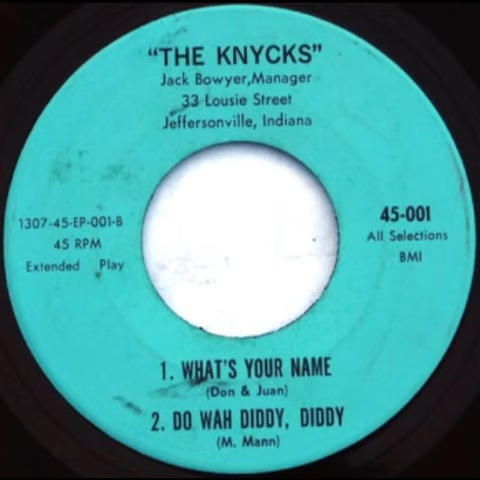 "THE KNYCKS"
Jack Bowyer,Manager
33 Lousie Street
Jeffersonville, Indiana
1307-45-EP-001-B
45 RPM
Extended Play
45-001
All Selections
BMI
1. WHAT'S YOUR NAME
(Don & Juan)
2. DO WAH DIDDY, DIDDY
(M. Mann)